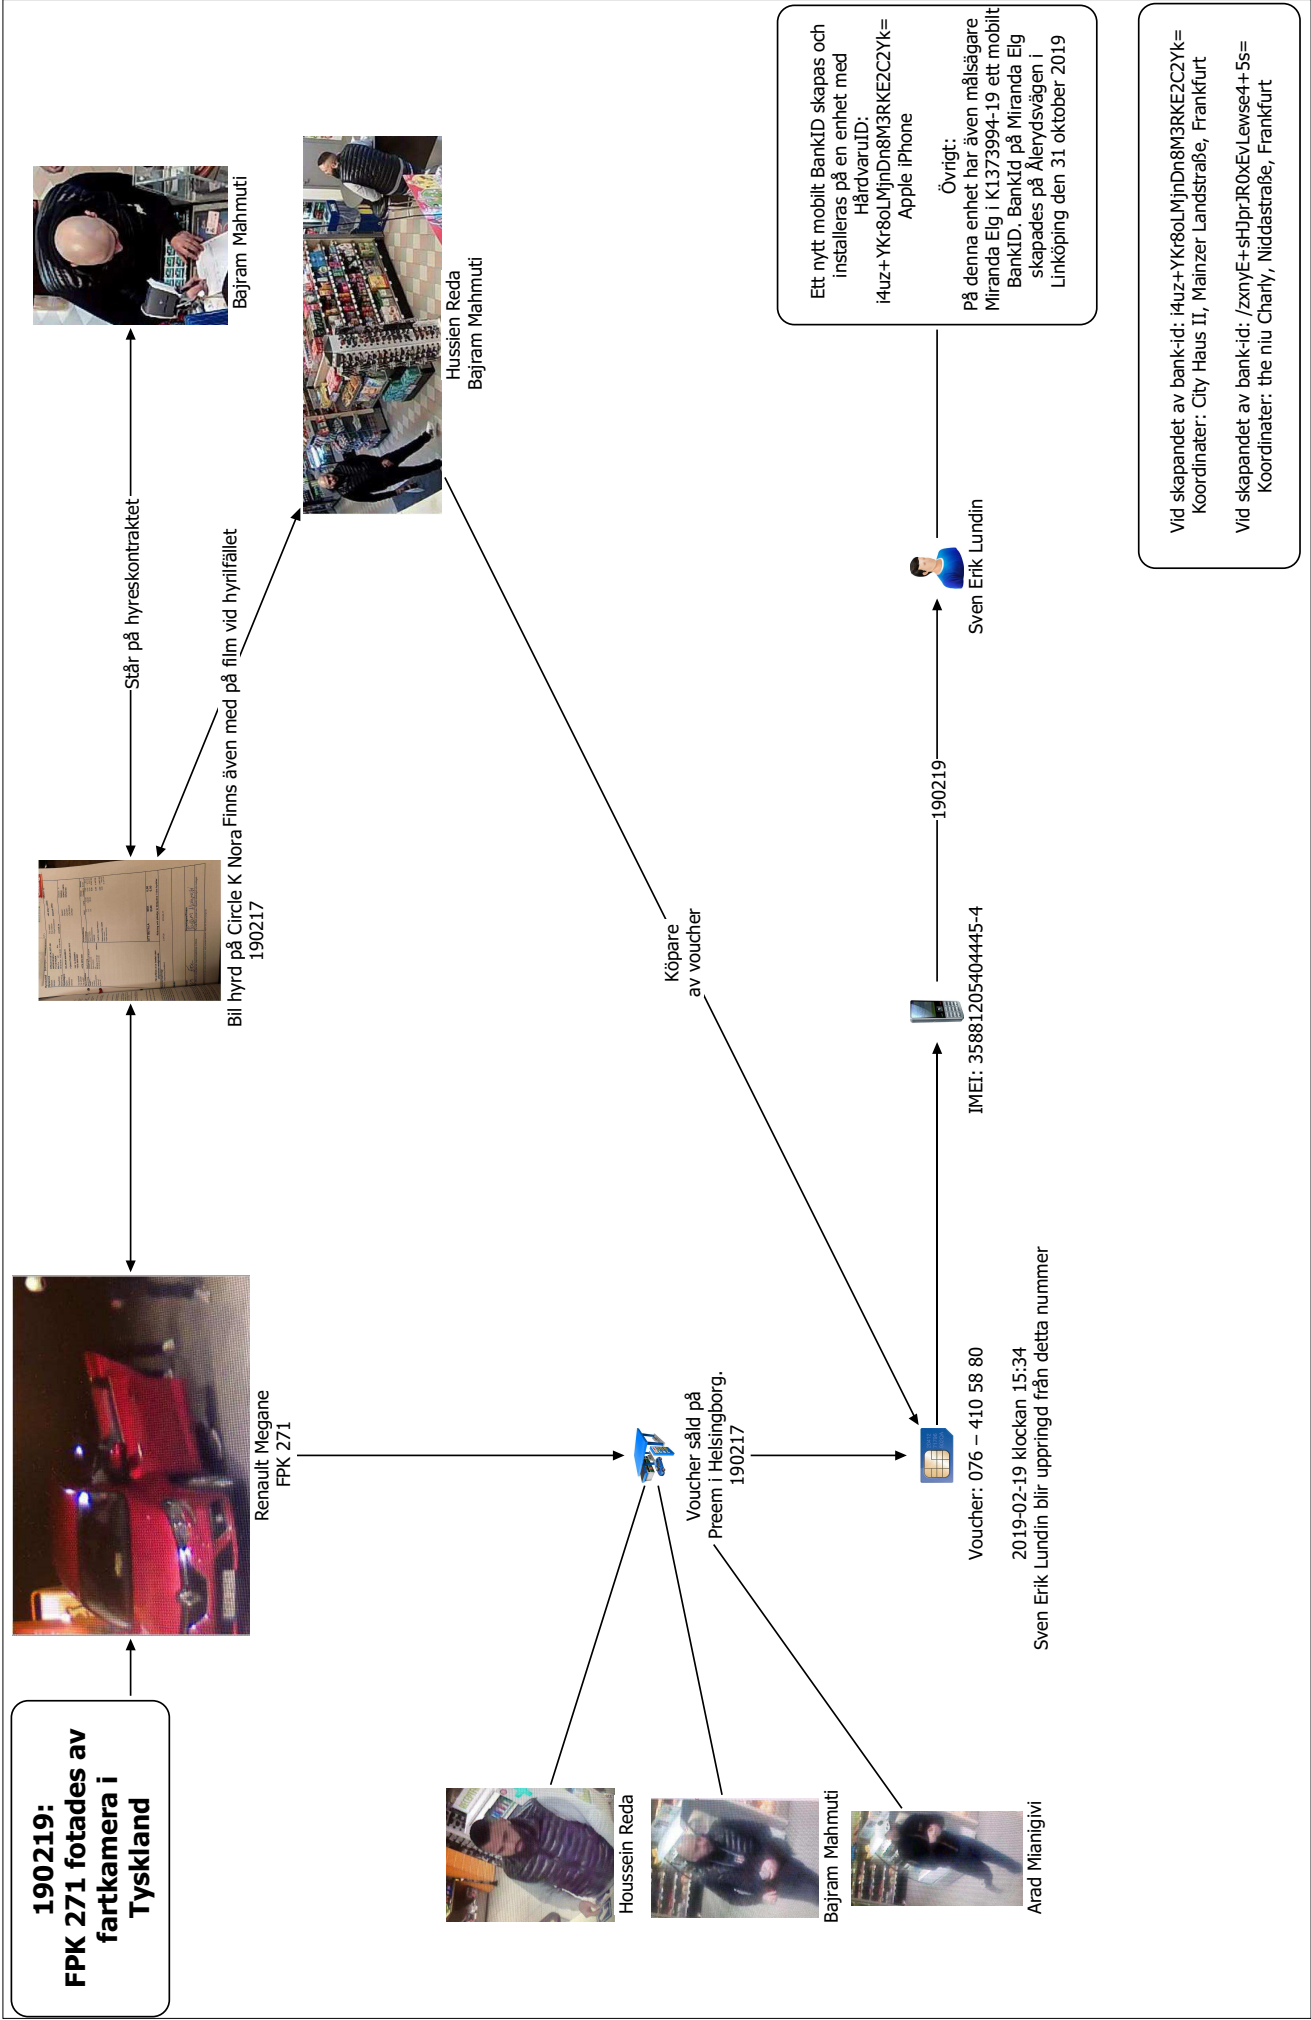 190219:
FPK 271 fotades av
fartkamera i
Tyskland
Renault Megane
FPK 271
Bil hyrd på Circle K Nora
190217
Står på hyreskontraktet
Bajram Mahmuti
Finns även med på film vid hyrilfället
Hussien Reda
Bajram Mahmuti
Houssein Reda
Bajram Mahmuti
Arad Mianigivi
Voucher såld på
Preem i Helsingborg.
190217
Köpare
av voucher
Voucher: 076 – 410 58 80
2019-02-19 klockan 15:34
Sven Erik Lundin blir uppringd från detta nummer
IMEI: 35881205404445-4
190219
Sven Erik Lundin
Ett nytt mobilt BankID skapas och
installeras på en enhet med
HårdvaruID:
i4uz+YKr8oLMjnDn8M3RKE2C2Yk=
Apple iPhone
Övrigt:
På denna enhet har även målsägare
Miranda Elg i K1373994-19 ett mobilt
BankID. BankId på Miranda Elg
skapades på Ålerydsvägen i
Linköping den 31 oktober 2019
Vid skapandet av bank-id: i4uz+YKr8oLMjnDn8M3RKE2C2Yk=
Koordinater: City Haus II, Mainzer Landstraße, Frankfurt
Vid skapandet av bank-id: /zxnyE+sHJprJR0xEvLewse4+5s=
Koordinater: the niu Charly, Niddastraße, Frankfurt